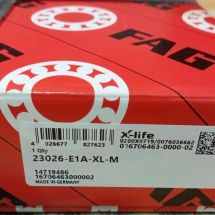 FAG
FAG
X-life
0200X0719/0076036662
016706463-0000-02
4 026677 827623
1 Qty
23026-E1A-XL-M
14719486
16706463000002
MADE IN GERMANY